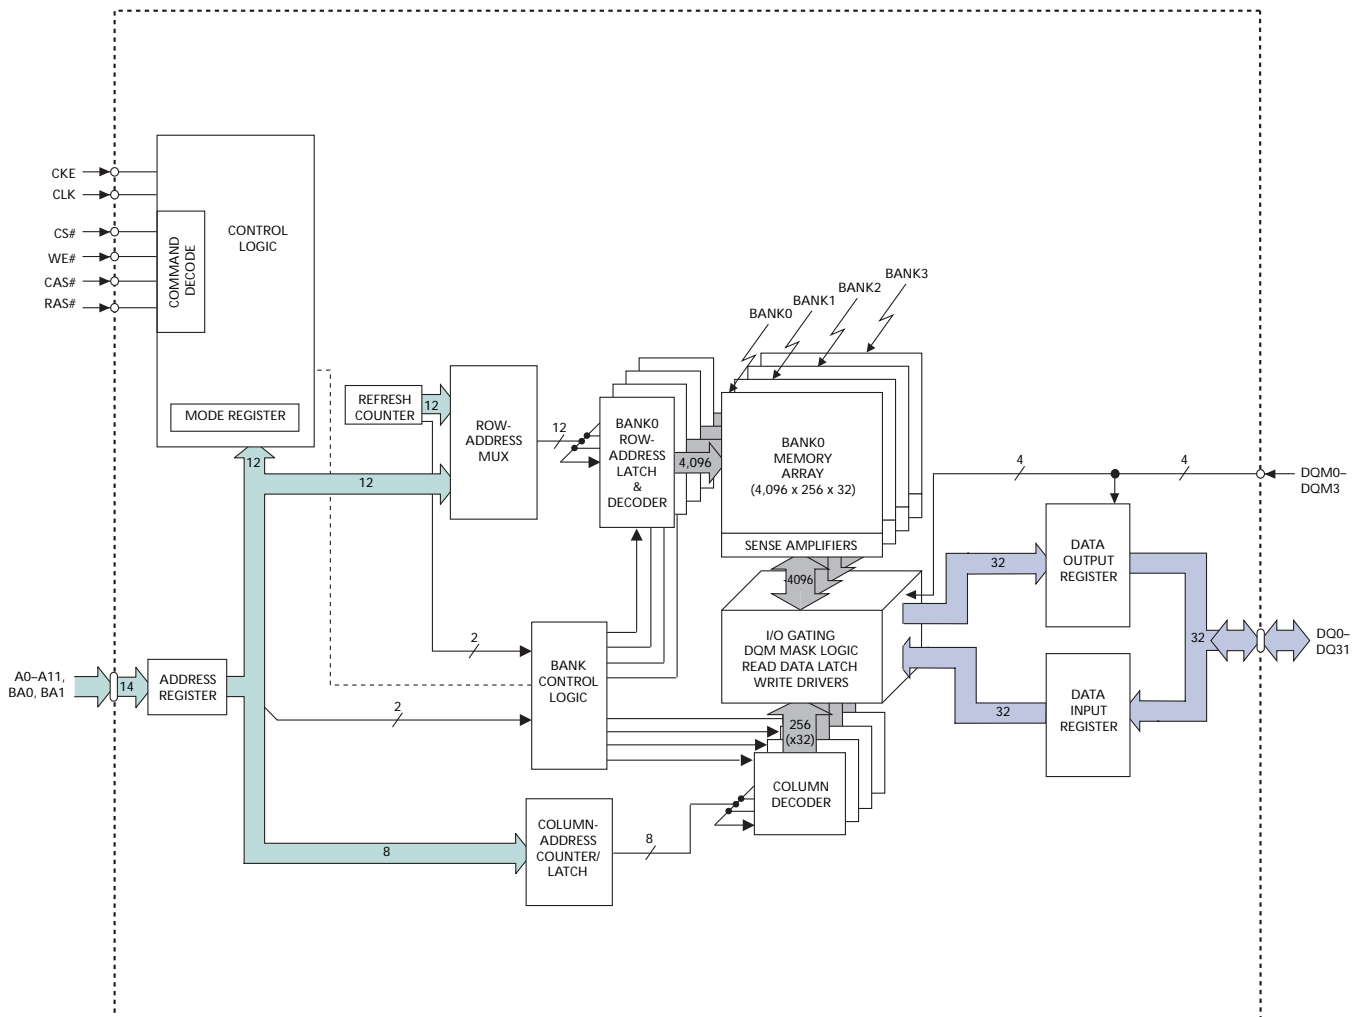 CKE
CLK
CS#
WE#
CAS#
RAS#
COMMAND
DECODE
CONTROL
LOGIC
MODE REGISTER
12
12
REFRESH
COUNTER
12
ROW-
ADDRESS
MUX
12
BANK0
ROW-
ADDRESS
LATCH
&
DECODER
4,096
BANK0
BANK1
BANK2
BANK3
BANK0
MEMORY
ARRAY
(4,096 x 256 x 32)
SENSE AMPLIFIERS
4096
I/O GATING
DQM MASK LOGIC
READ DATA LATCH
WRITE DRIVERS
256
(x32)
COLUMN
DECODER
4
4
DQM0–
DQM3
DATA
OUTPUT
REGISTER
32
32
DQ0–
DQ31
DATA
INPUT
REGISTER
32
A0–A11,
BA0, BA1
14
ADDRESS
REGISTER
2
2
BANK
CONTROL
LOGIC
8
COLUMN-
ADDRESS
COUNTER/
LATCH
8